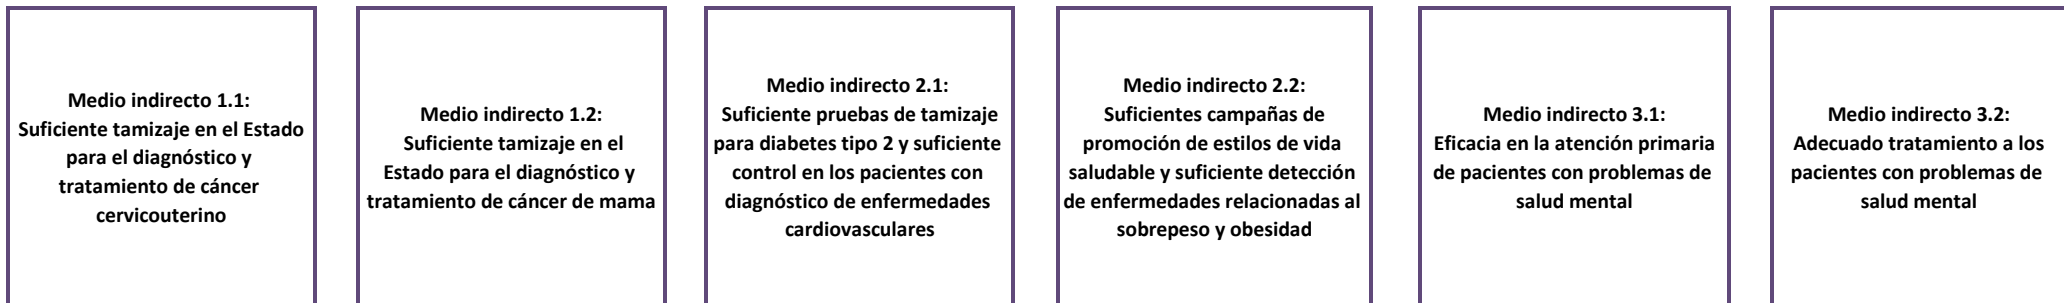 Medio indirecto 1.1:
Suficiente tamizaje en el Estado
para el diagnóstico y
tratamiento de cáncer
cervicouterino
Medio indirecto 1.2:
Suficiente tamizaje en el
Estado para el diagnóstico y
tratamiento de cáncer de mama
Medio indirecto 2.1:
Suficiente pruebas de tamizaje
para diabetes tipo 2 y suficiente
control en los pacientes con
diagnóstico de enfermedades
cardiovasculares
Medio indirecto 2.2:
Suficientes campañas de
promoción de estilos de vida
saludable y suficiente detección
de enfermedades relacionadas al
sobrepeso y obesidad
Medio indirecto 3.1:
Eficacia en la atención primaria
de pacientes con problemas de
salud mental
Medio indirecto 3.2:
Adecuado tratamiento a los
pacientes con problemas de
salud mental